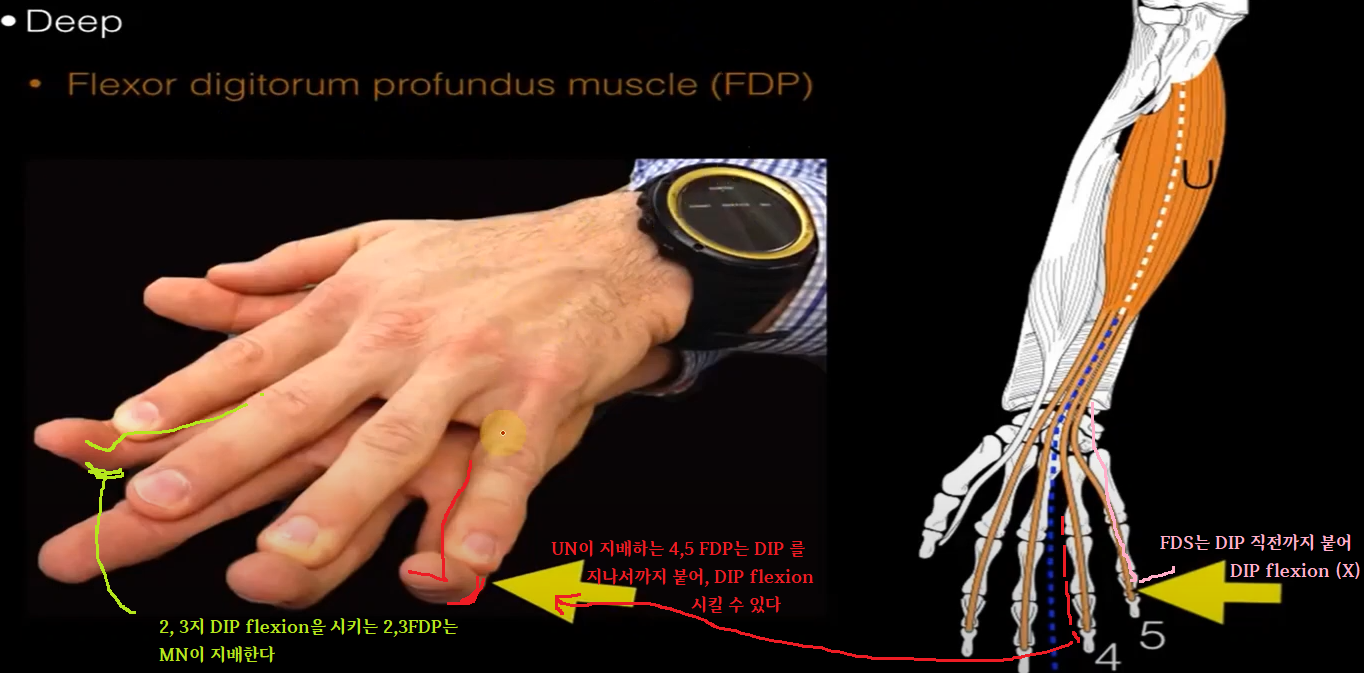 • Deep
• Flexor digitorum profundus muscle (FDP)
U
UN이 지배하는 4,5 FDP는 DIP 를
지나서까지 붙어, DIP flexion
시킬 수 있다
FDS는 DIP 직전까지 붙어
DIP flexion (X)
2, 3지 DIP flexion을 시키는 2,3FDP는
MN이 지배한다
4
5